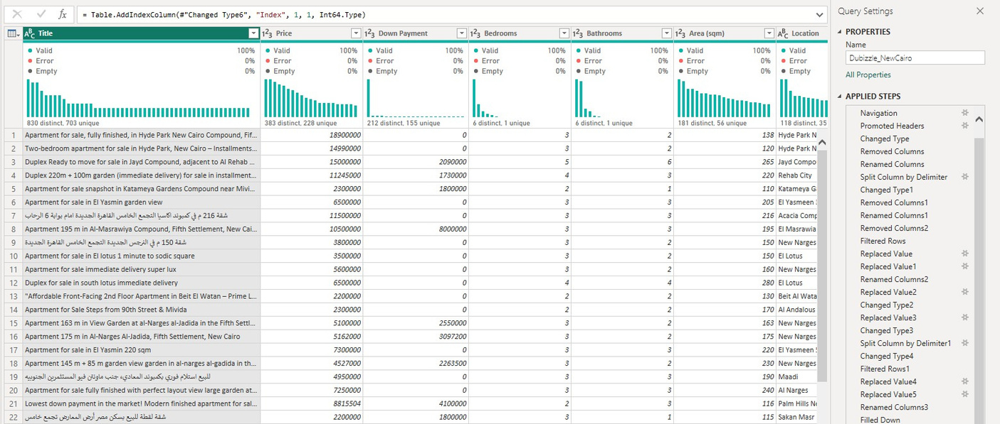 fx = Table.AddIndexColumn(#"Changed Type6", "Index", 1, 1, Int64.Type)
ABC Title 123 Price 123 Down Payment 123 Bedrooms 123 Bathrooms 123 Area (sqm) ABC Location
Valid 100% Valid 100% Valid 100% Valid 100% Valid 100% Valid 100% Valid
Error 0% Error 0% Error 0% Error 0% Error 0% Error 0% Error
Empty 0% Empty 0% Empty 0% Empty 0% Empty 0% Empty 0% Empty
830 distinct, 703 unique 383 distinct, 228 unique 212 distinct, 155 unique 6 distinct, 1 unique 6 distinct, 1 unique 181 distinct, 56 unique 118 distinct, 35
1 Apartment for sale, fully finished, in Hyde Park New Cairo Compound, Fif... 18900000 0 3 2 138 Hyde Park N
2 Two-bedroom apartment for sale in Hyde Park, New Cairo – Installments... 14990000 0 3 2 120 Hyde Park N
3 Duplex Ready to move for sale in Jayd Compound, adjacent to Al Rehab ... 15000000 2090000 5 6 265 Jayd Compo
4 Duplex 220m + 100m garden (immediate delivery) for sale in installment... 11245000 1730000 4 3 220 Rehab City
5 Apartment for sale snapshot in Katameya Gardens Compound near Mivi... 2300000 1800000 2 1 110 Katameya G
6 Apartment for sale in El Yasmin garden view 6500000 0 3 3 205 El Yasmeen
7 شقة 216 م في كمبوند اكاسيا التجمع الخامس القاهرة الجديدة امام بوابة 6 الرحاب 11500000 0 3 3 216 Acacia Comp
8 Apartment 195 m in Al-Masrawiya Compound, Fifth Settlement, New Cai... 10500000 8000000 3 3 195 El Masrawia
9 شقة 150 م في النرجس الجديدة التجمع الخامس القاهرة الجديدة 3800000 0 3 2 150 New Narges
10 Apartment for sale in El lotus 1 minute to sodic square 3500000 0 3 2 150 El Lotus
11 Apartment for sale immediate delivery super lux 5600000 0 3 2 160 New Narges
12 Duplex for sale in south lotus immediate delivery 6500000 0 4 4 280 El Lotus
13 "Affordable Front-Facing 2nd Floor Apartment in Beit El Watan – Prime L... 2200000 0 2 2 130 Beit Al Wata
14 Apartment for Sale Steps from 90th Street & Mivida 2300000 0 2 2 170 Al Andalous
15 Apartment 163 m in View Garden at al-Narges al-Jadida in the Fifth Settl... 5100000 2550000 3 2 163 New Narges
16 Apartment 175 m in Al-Narges Al-Jadida, Fifth Settlement, New Cairo 5162000 3097200 3 2 175 New Narges
17 Apartment for sale in El Yasmin 220 sqm 7300000 0 3 3 220 El Yasmeen
18 Apartment 145 m + 85 m garden view garden in al-narges al-gadida in th... 4527000 2263500 3 2 230 New Narges
19 للبيع استلام فوري بكمبوند المعادي، جنب ماونتن فيو المستثمرين الجنوبيه 4950000 0 3 3 190 Maadi
20 Apartment for sale fully finished with perfect layout view large garden at... 7250000 0 3 3 240 Al Narges
21 Lowest down payment in the market! Modern finished apartment for sal... 8815504 4100000 2 3 116 Palm Hills Ne
22 شقة لقطة للبيع بسكن مصر أرض المعارض تجمع خامس 2200000 1800000 3 1 115 Sakan Masr
Query Settings
PROPERTIES
Name
Dubizzle_NewCairo
All Properties
APPLIED STEPS
Navigation
Promoted Headers
Changed Type
Removed Columns
Renamed Columns
Split Column by Delimiter
Changed Type1
Removed Columns1
Renamed Columns1
Removed Columns2
Filtered Rows
Replaced Value
Replaced Value1
Renamed Columns2
Replaced Value2
Changed Type2
Replaced Value3
Changed Type3
Split Column by Delimiter1
Changed Type4
Filtered Rows1
Replaced Value4
Replaced Value5
Renamed Columns3
Filled Down